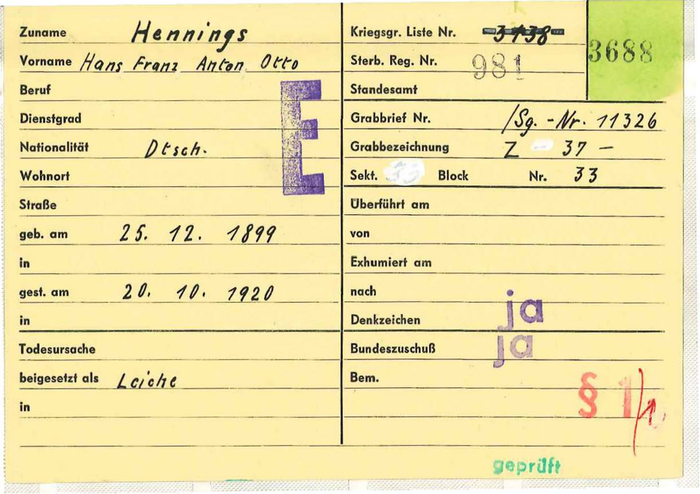 Zuname Hennings
Vorname Hans Franz Anton Otto
Beruf
Dienstgrad
Nationalität Dtsch.
Wohnort
Straße
geb. am 25. 12. 1899
in
gest. am 20. 10. 1920
in
Todesursache
beigesetzt als Leiche
in
E
Kriegsgr. Liste Nr. 3138
3688
Sterb. Reg. Nr. 981
Standesamt
Grabbrief Nr. /Sg. -Nr. 11326
Grabbezeichnung Z - 37 -
Sekt. 33 Block Nr. 33
Überführt am
von
Exhumiert am
nach
Denkzeichen ja
Bundeszuschuß ja
Bem.
§ 1/1
geprüft